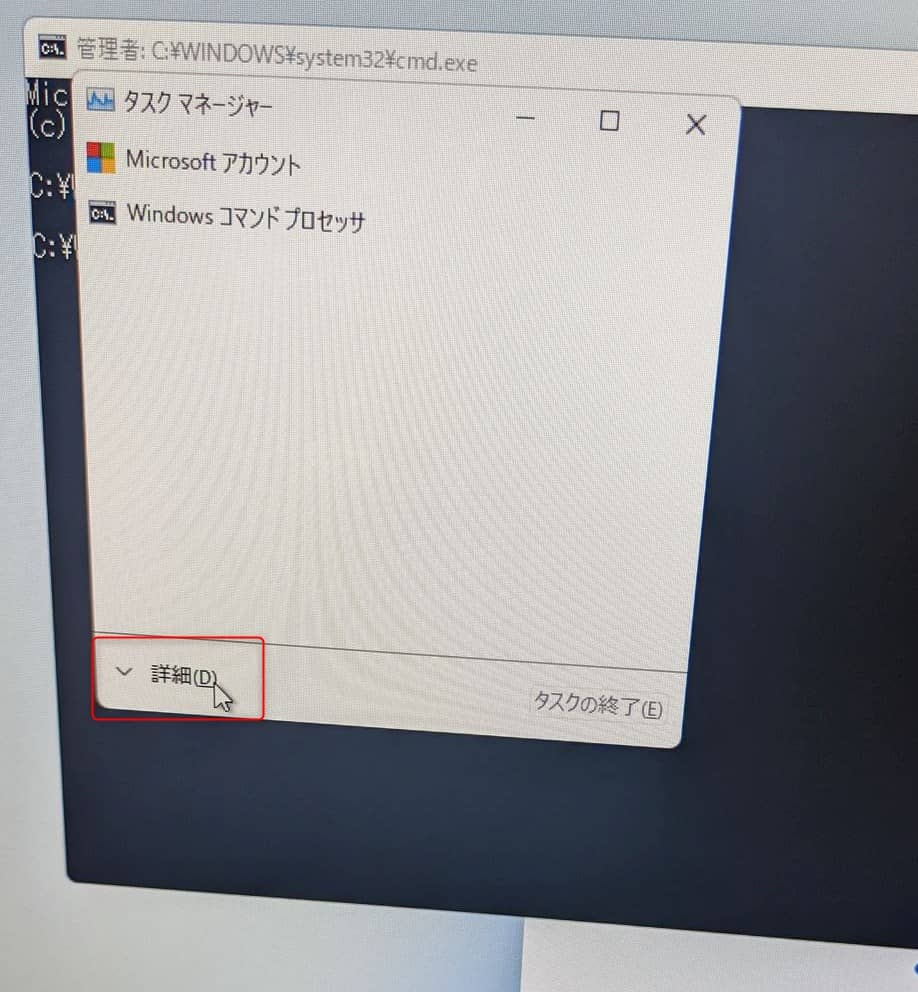 管理者: C:¥WINDOWS¥system32¥cmd.exe
Mic
(c)
C:¥
C:¥
タスク マネージャー
Microsoft アカウント
Windows コマンド プロセッサ
詳細(D)
タスクの終了(E)